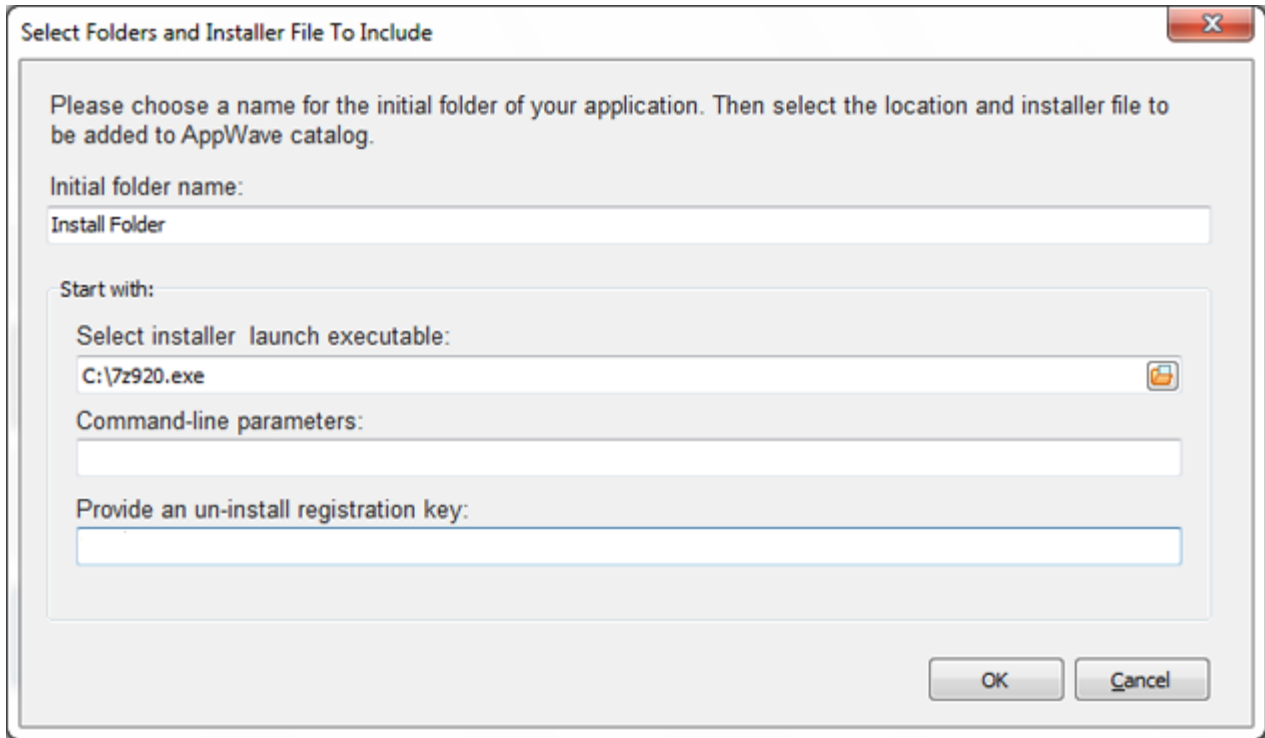 Select Folders and Installer File To Include
Please choose a name for the initial folder of your application. Then select the location and installer file to
be added to AppWave catalog.
Initial folder name:
Install Folder
Start with:
Select installer  launch executable:
C:\7z920.exe
Command-line parameters:
Provide an un-install registration key:
OK
Cancel